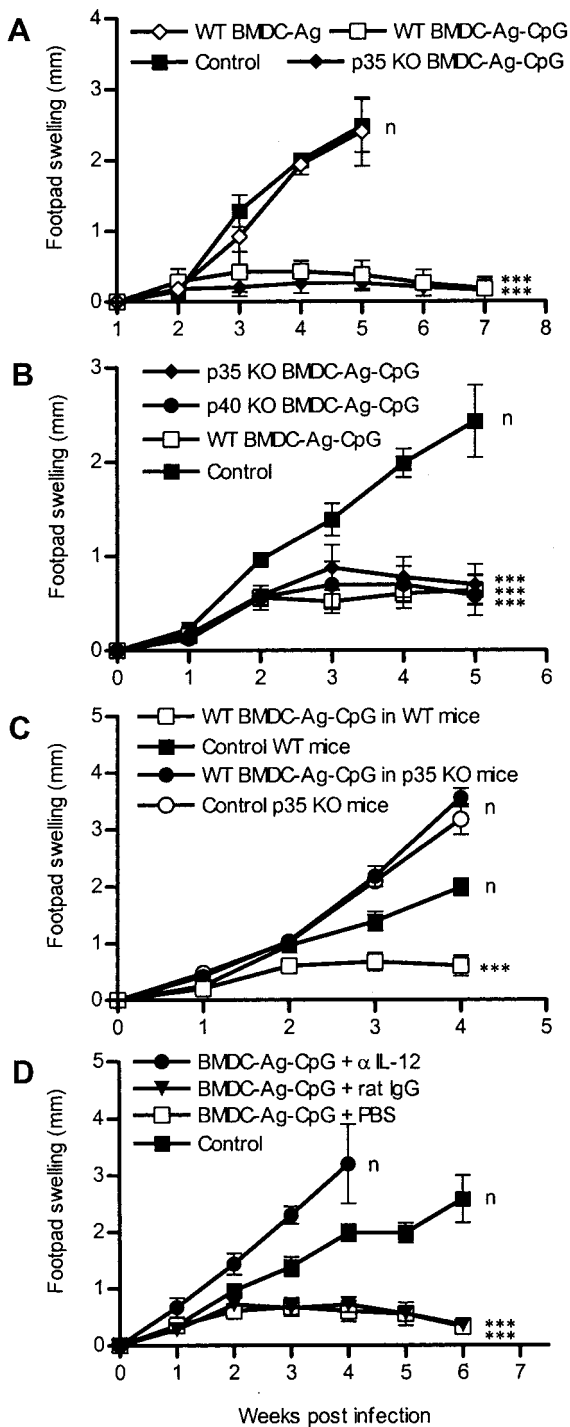 A
WT BMDC-Ag WT BMDC-Ag-CpG
Control p35 KO BMDC-Ag-CpG
Footpad swelling (mm)
4
3
2
1
0
n
***
***
1 2 3 4 5 6 7 8
B
p35 KO BMDC-Ag-CpG
p40 KO BMDC-Ag-CpG
WT BMDC-Ag-CpG
Control
Footpad swelling (mm)
3
2
1
0
n
***
***
***
0 1 2 3 4 5 6
C
WT BMDC-Ag-CpG in WT mice
Control WT mice
WT BMDC-Ag-CpG in p35 KO mice
Control p35 KO mice
Footpad swelling (mm)
5
4
3
2
1
0
n
n
***
0 1 2 3 4 5
D
BMDC-Ag-CpG + α IL-12
BMDC-Ag-CpG + rat IgG
BMDC-Ag-CpG + PBS
Control
Footpad swelling (mm)
5
4
3
2
1
0
n
n
***
***
0 1 2 3 4 5 6 7
Weeks post infection